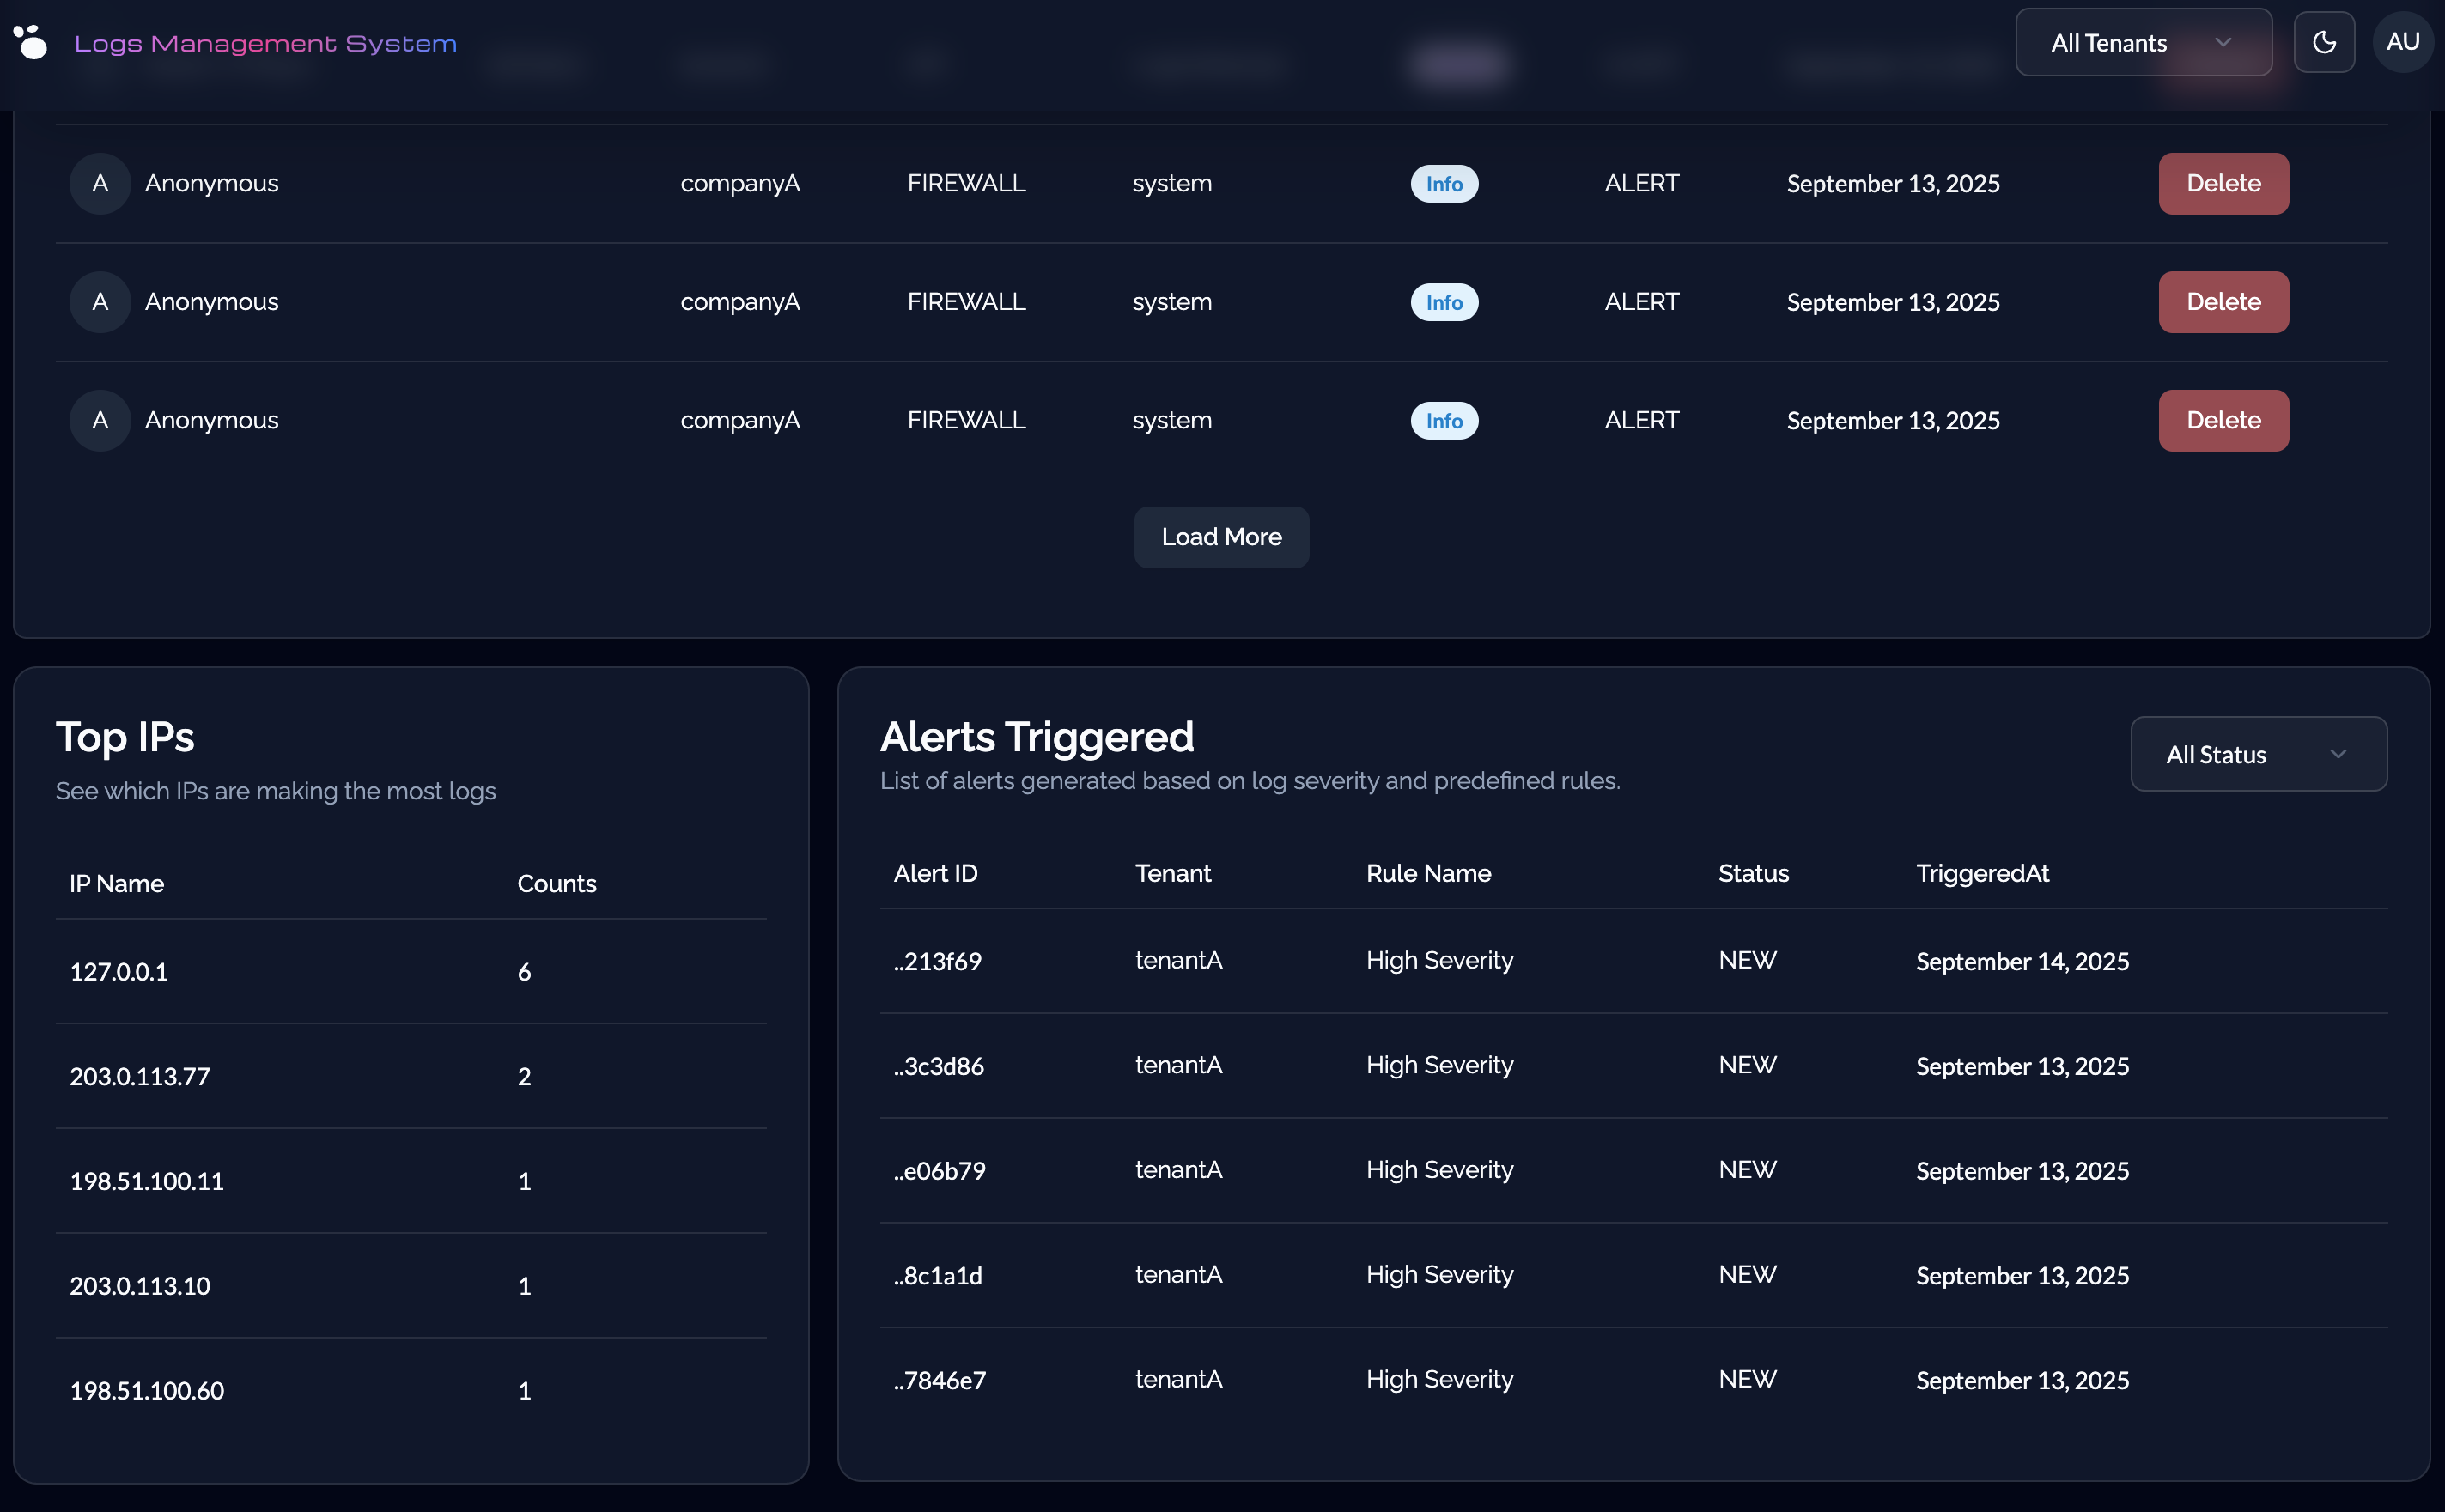 Logs Management System All Tenants AU
A Anonymous companyA FIREWALL system Info ALERT September 13, 2025 Delete
A Anonymous companyA FIREWALL system Info ALERT September 13, 2025 Delete
A Anonymous companyA FIREWALL system Info ALERT September 13, 2025 Delete
Load More
Top IPs
See which IPs are making the most logs
IP Name Counts
127.0.0.1 6
203.0.113.77 2
198.51.100.11 1
203.0.113.10 1
198.51.100.60 1
Alerts Triggered
List of alerts generated based on log severity and predefined rules.
All Status
Alert ID Tenant Rule Name Status TriggeredAt
..213f69 tenantA High Severity NEW September 14, 2025
..3c3d86 tenantA High Severity NEW September 13, 2025
..e06b79 tenantA High Severity NEW September 13, 2025
..8c1a1d tenantA High Severity NEW September 13, 2025
..7846e7 tenantA High Severity NEW September 13, 2025